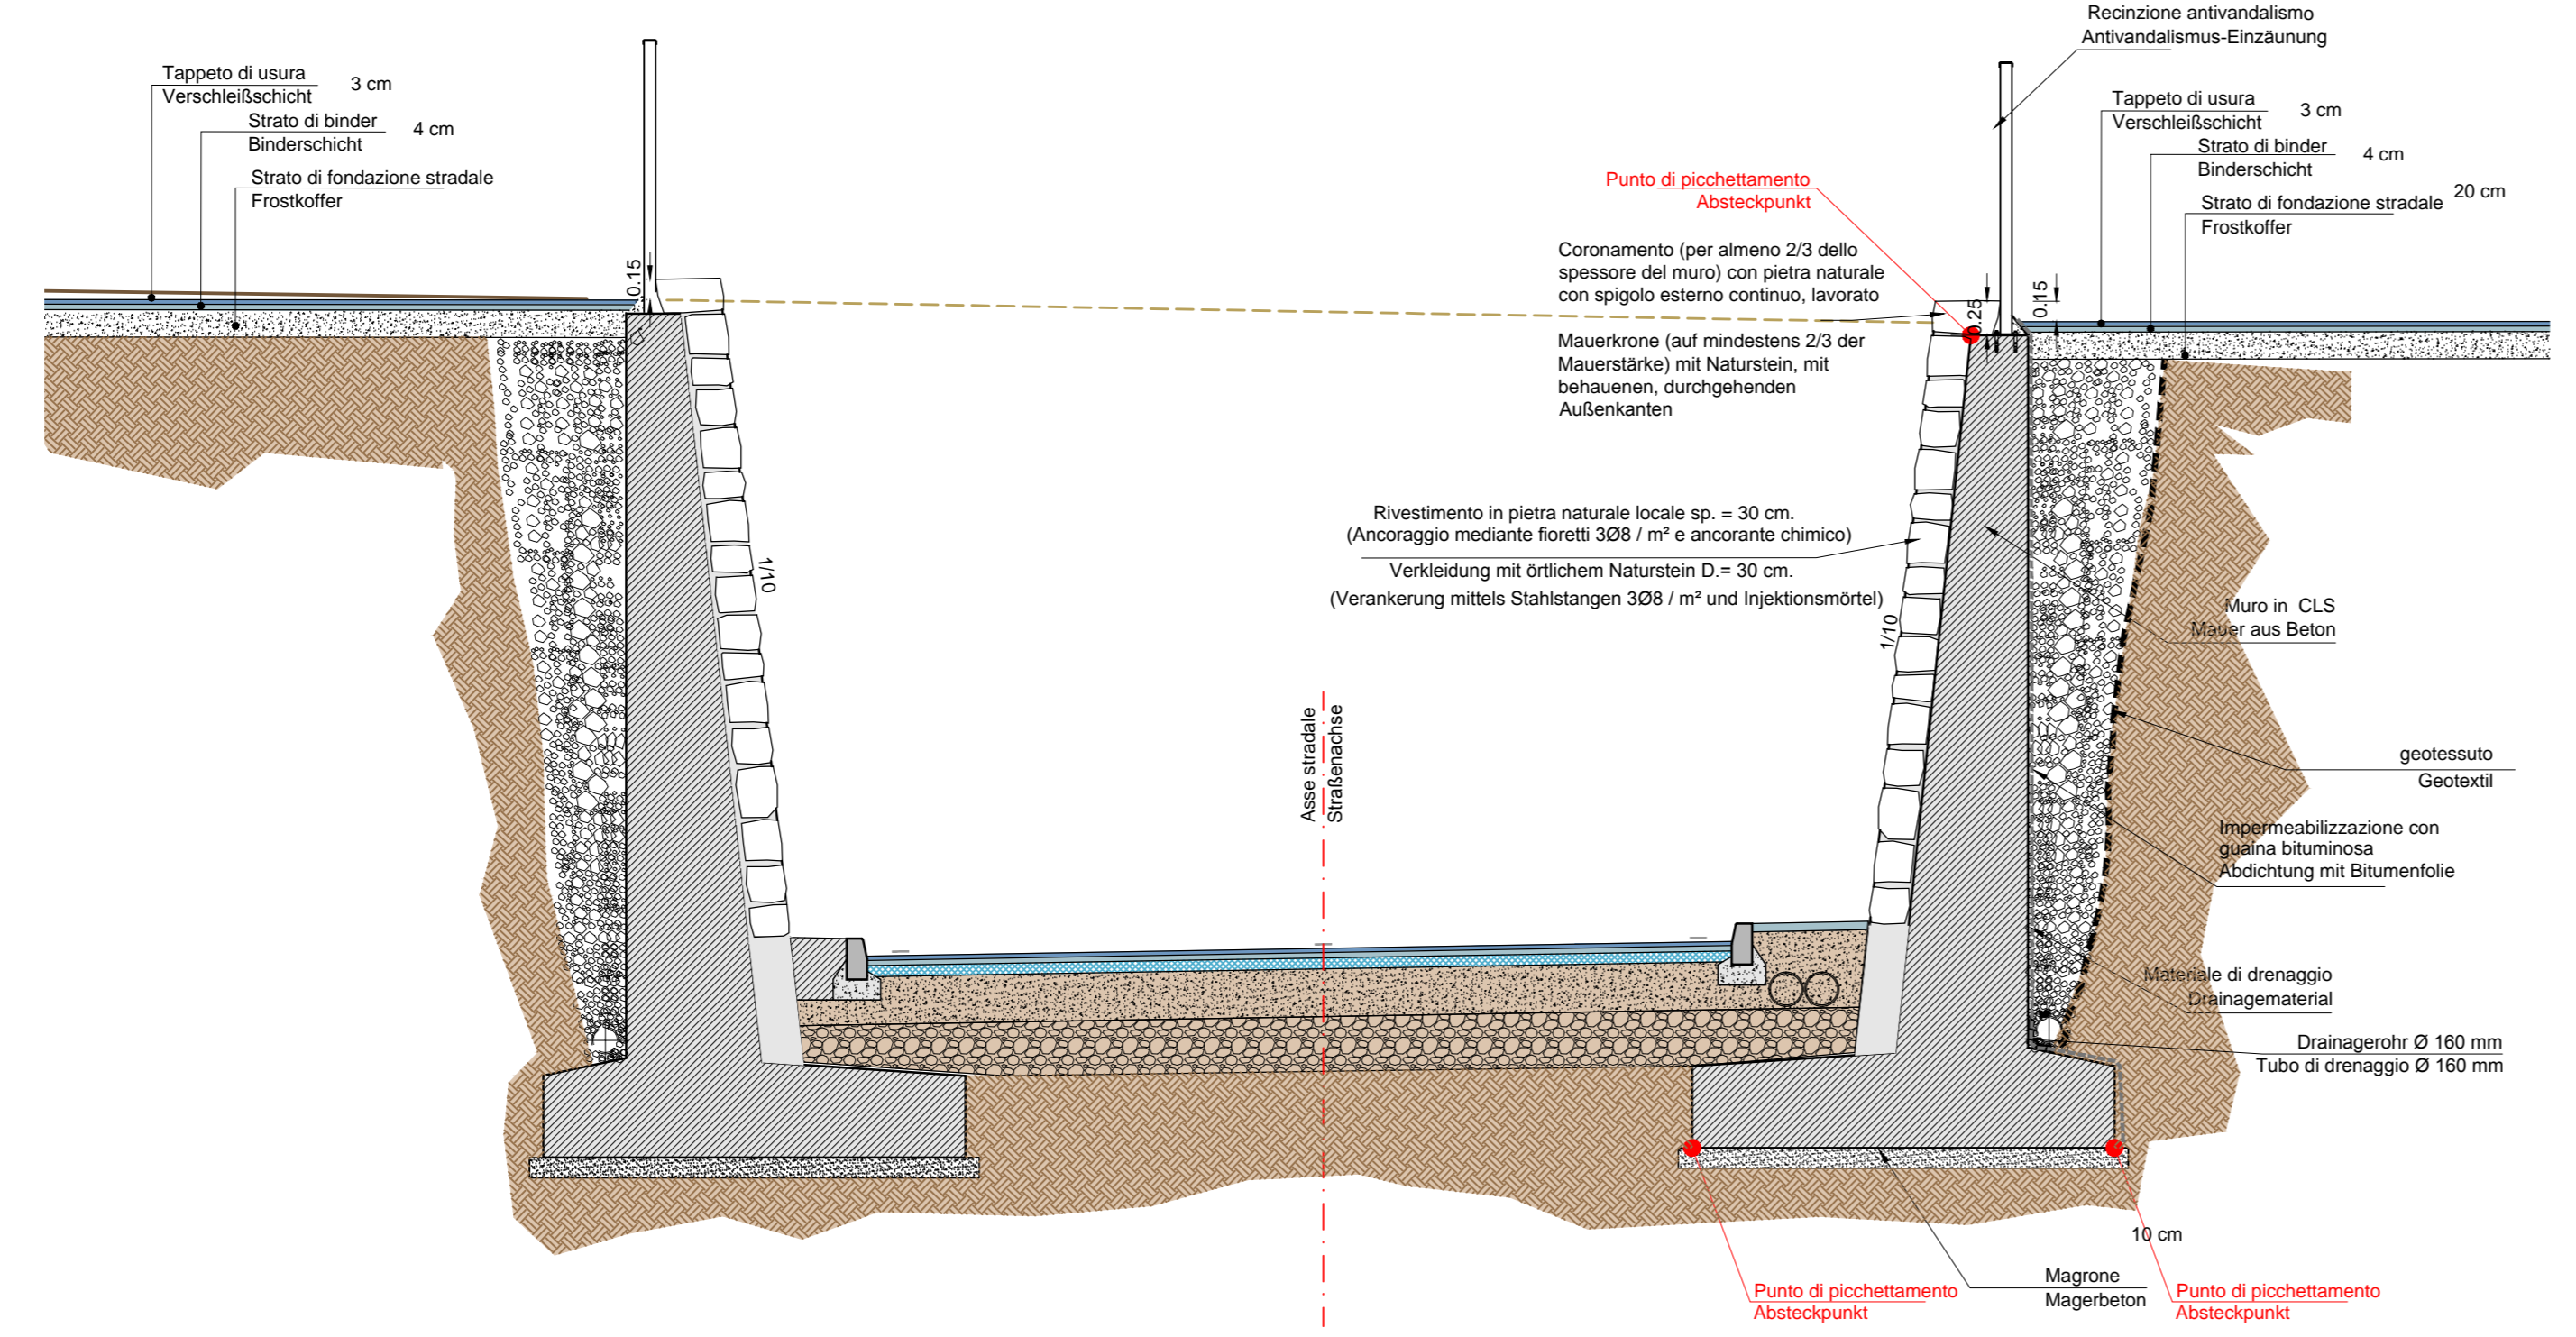 Recinzione antivandalismo
Antivandalismus-Einzäunung
Tappeto di usura
Verschleißschicht
3 cm
Strato di binder
Binderschicht
4 cm
Strato di fondazione stradale
Frostkoffer
Tappeto di usura
Verschleißschicht
3 cm
Strato di binder
Binderschicht
4 cm
Strato di fondazione stradale
Frostkoffer
20 cm
Punto di picchettamento
Absteckpunkt
Coronamento (per almeno 2/3 dello
spessore del muro) con pietra naturale
con spigolo esterno continuo, lavorato
Mauerkrone (auf mindestens 2/3 der
Mauerstärke) mit Naturstein, mit
behauenen, durchgehenden
Außenkanten
0.15
0.25
0.15
Rivestimento in pietra naturale locale sp. = 30 cm.
(Ancoraggio mediante fioretti 3Ø8 / m² e ancorante chimico)
Verkleidung mit örtlichem Naturstein D.= 30 cm.
(Verankerung mittels Stahlstangen 3Ø8 / m² und Injektionsmörtel)
1/10
1/10
Muro in CLS
Mauer aus Beton
Asse stradale
Straßenachse
geotessuto
Geotextil
Impermeabilizzazione con
guaina bituminosa
Abdichtung mit Bitumenfolie
Materiale di drenaggio
Drainagematerial
Drainagerohr Ø 160 mm
Tubo di drenaggio Ø 160 mm
10 cm
Magrone
Magerbeton
Punto di picchettamento
Absteckpunkt
Punto di picchettamento
Absteckpunkt